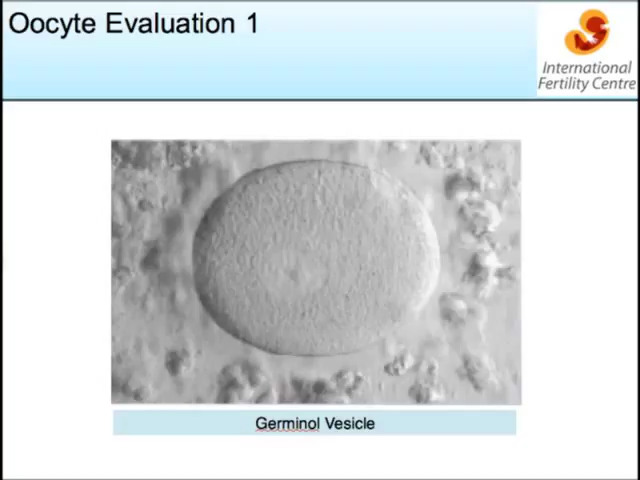 Oocyte Evaluation 1
International
Fertility Centre
Germinol Vesicle